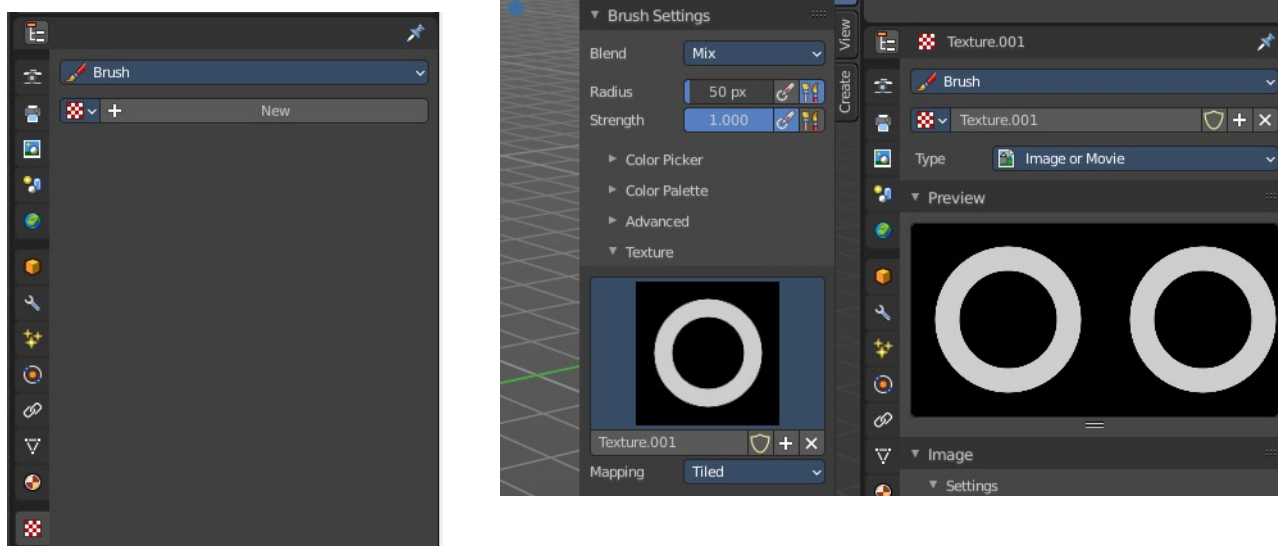 Brush
New
Brush Settings
Blend
Mix
Radius
50 px
Strength
1.000
Color Picker
Color Palette
Advanced
Texture
Texture.001
Mapping
Tiled
View
Create
Texture.001
Brush
Texture.001
Type
Image or Movie
Preview
Image
Settings